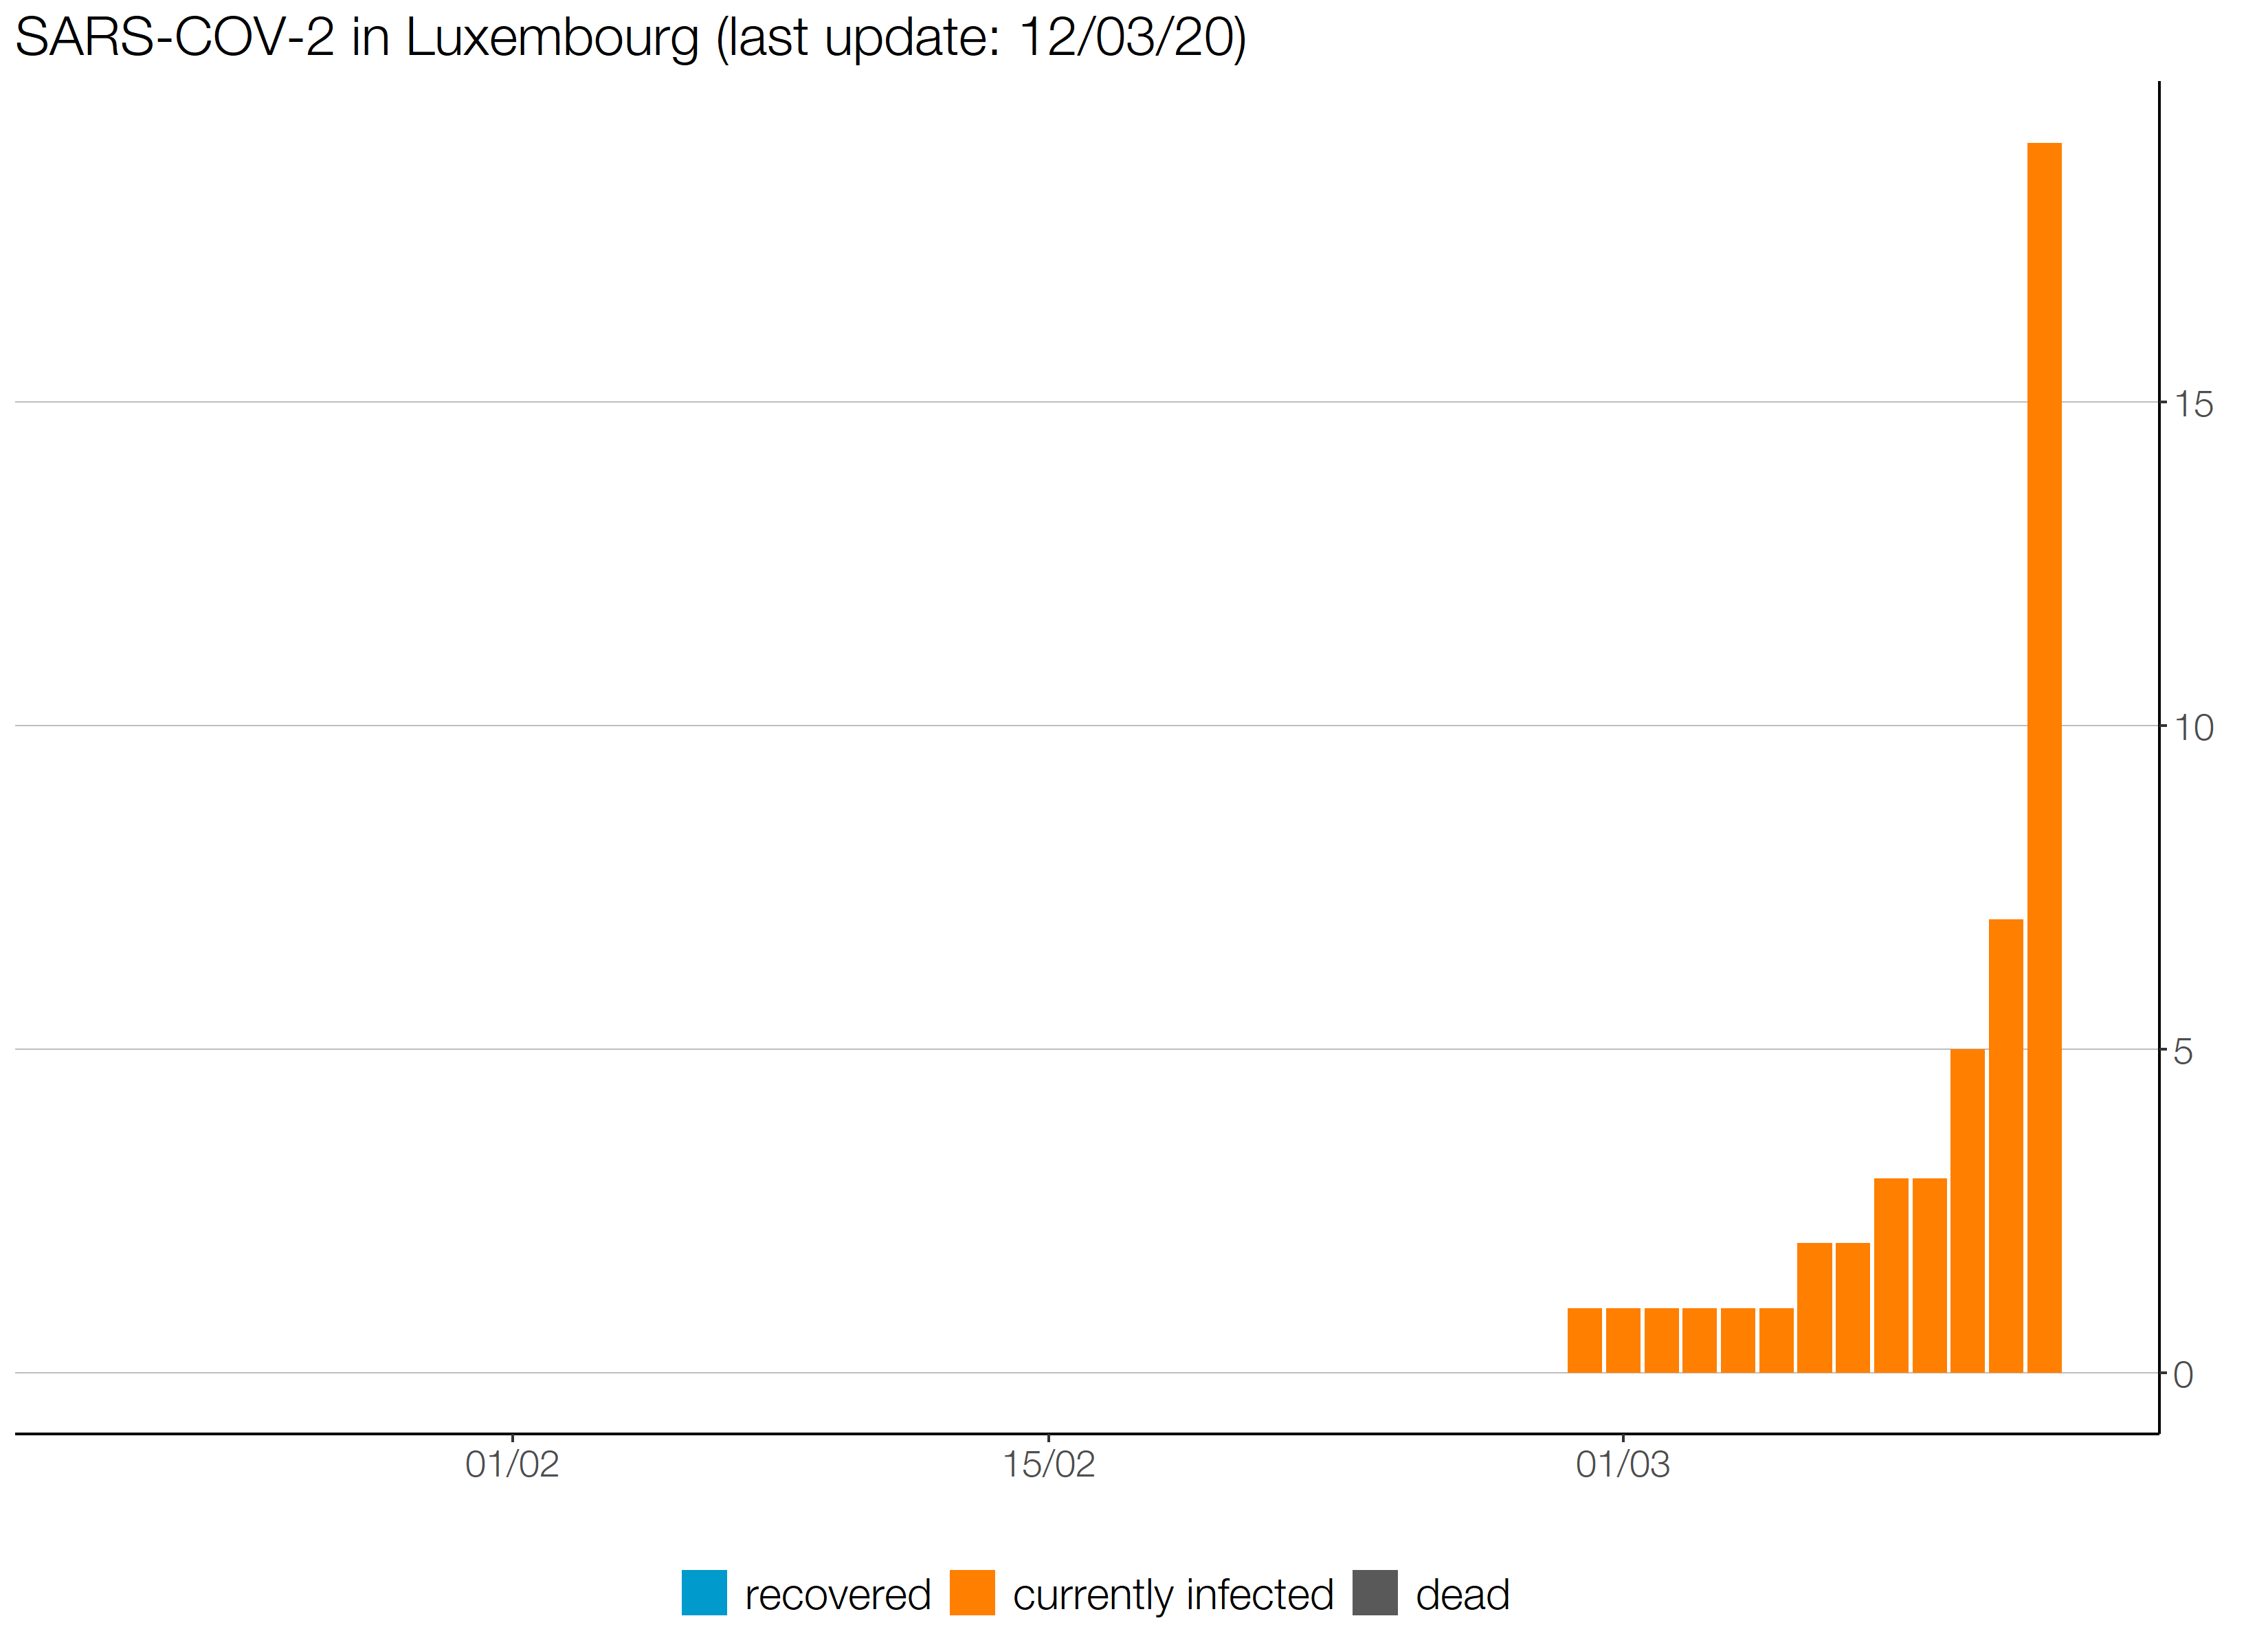 SARS-COV-2 in Luxembourg (last update: 12/03/20)
15
10
5
0
01/02 15/02 01/03
recovered currently infected dead